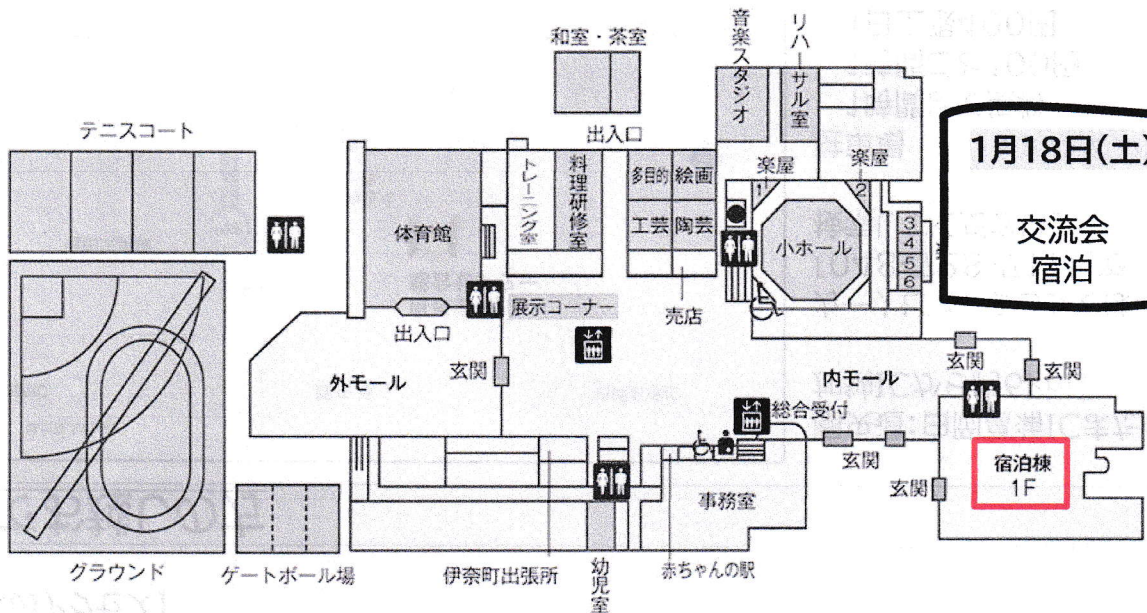 和室・茶室
音楽スタジオ
リハーサル室
テニスコート
出入口
1月18日(土)
交流会
宿泊
体育館
トレーニング室
料理研修室
多目的
絵画
工芸
陶芸
楽屋
1
楽屋
2
小ホール
3
4
5
6
展示コーナー
出入口
売店
外モール
玄関
玄関
内モール
玄関
総合受付
玄関
宿泊棟
1F
玄関
事務室
グラウンド
ゲートボール場
伊奈町出張所
幼児室
赤ちゃんの駅